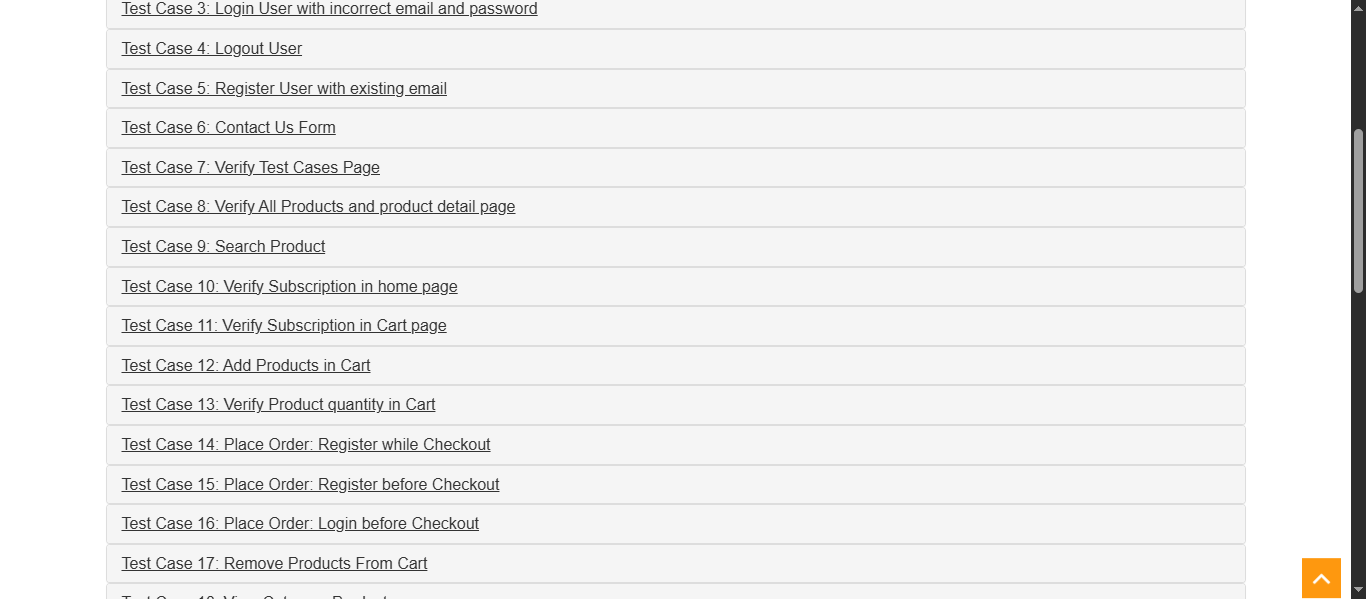 Test Case 3: Login User with incorrect email and password
Test Case 4: Logout User
Test Case 5: Register User with existing email
Test Case 6: Contact Us Form
Test Case 7: Verify Test Cases Page
Test Case 8: Verify All Products and product detail page
Test Case 9: Search Product
Test Case 10: Verify Subscription in home page
Test Case 11: Verify Subscription in Cart page
Test Case 12: Add Products in Cart
Test Case 13: Verify Product quantity in Cart
Test Case 14: Place Order: Register while Checkout
Test Case 15: Place Order: Register before Checkout
Test Case 16: Place Order: Login before Checkout
Test Case 17: Remove Products From Cart